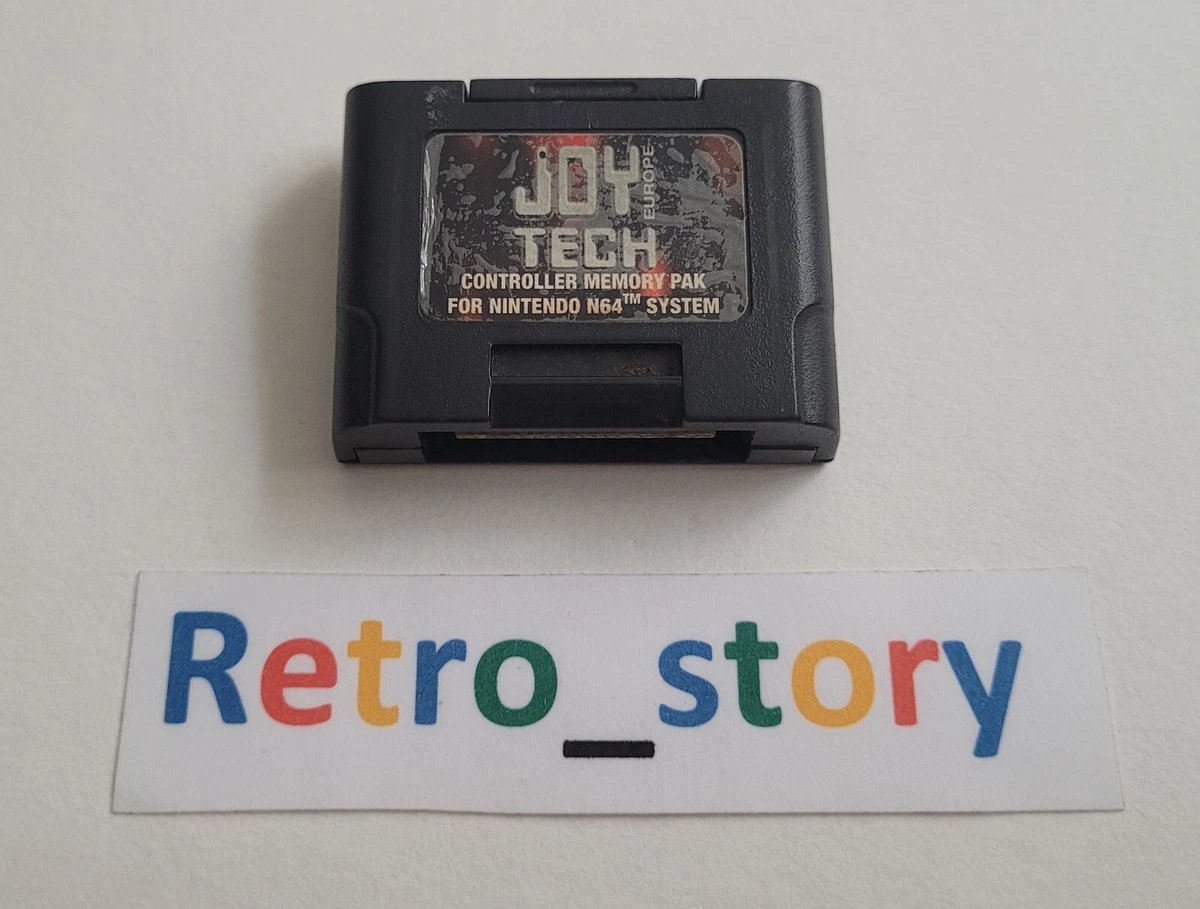 JOY
EUROPE
TECH
CONTROLLER MEMORY PAK
FOR NINTENDO N64™ SYSTEM
Retro_story